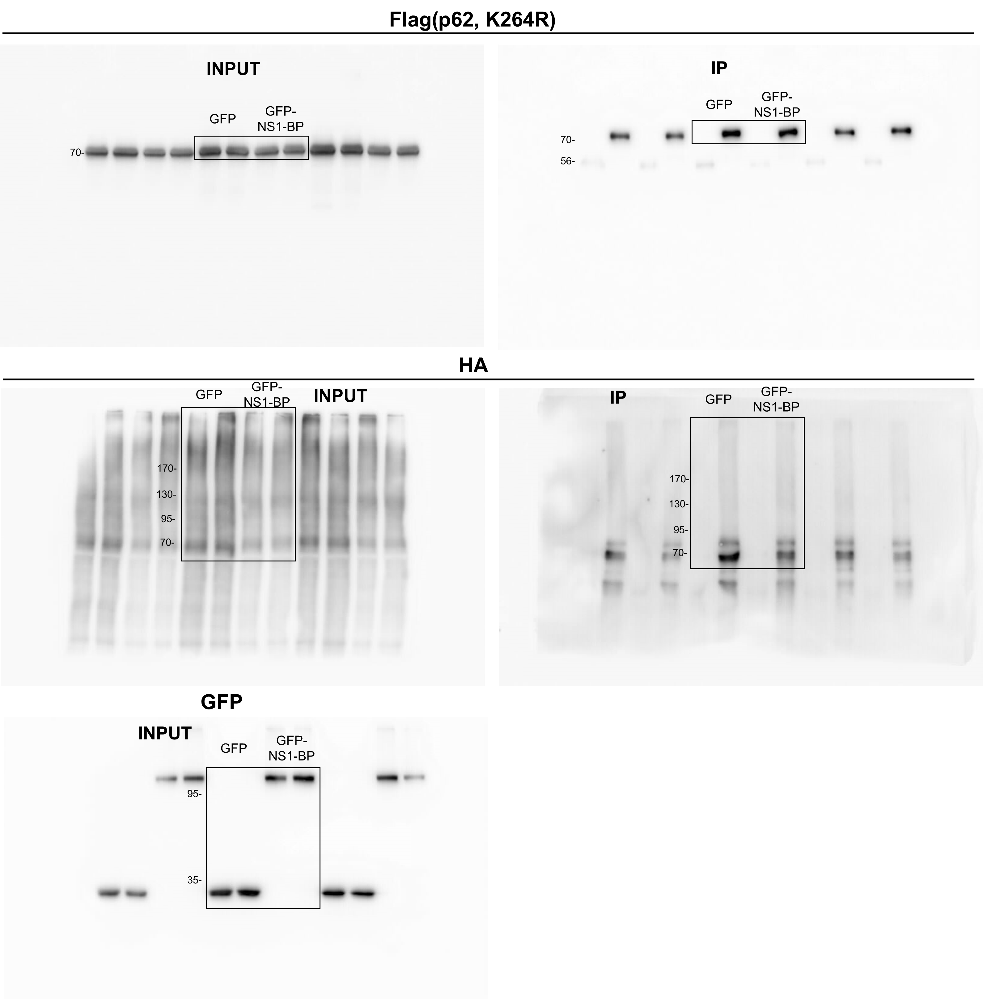 Flag(p62, K264R)
INPUT
GFP
GFP-
NS1-BP
70-
IP
GFP
GFP-
NS1-BP
70-
56-
HA
GFP
GFP-
NS1-BP
INPUT
170-
130-
95-
70-
IP
GFP
GFP-
NS1-BP
170-
130-
95-
70-
GFP
INPUT
GFP
GFP-
NS1-BP
95-
35-